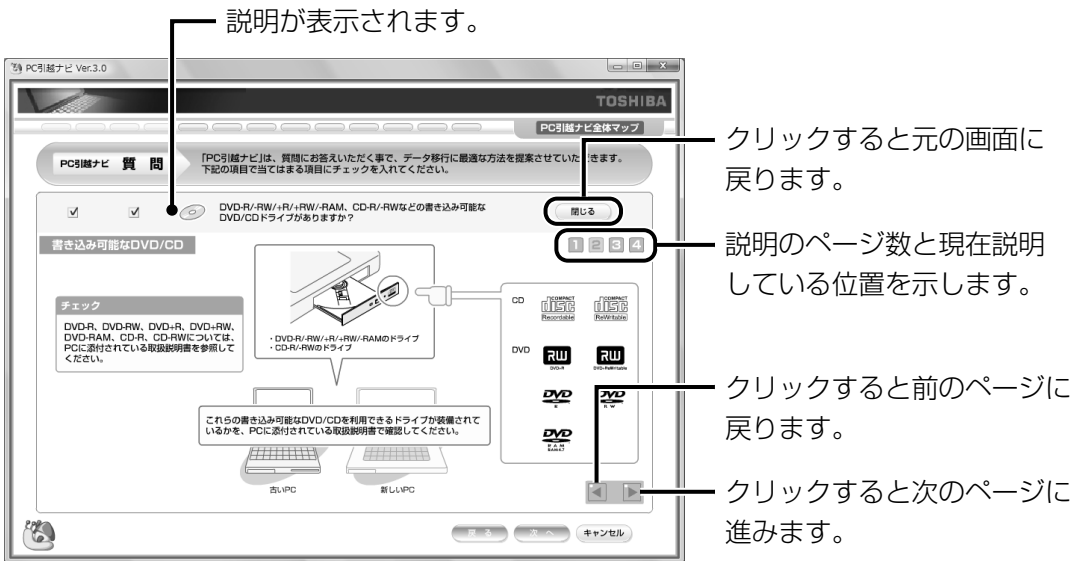 説明が表示されます。
PC引越ナビ Ver.3.0
TOSHIBA
PC引越ナビ全体マップ
PC引越ナビ 質 問
「PC引越ナビ」は、質問にお答えいただく事で、データ移行に最適な方法を提案させていただきます。
下記の項目で当てはまる項目にチェックを入れてください。
クリックすると元の画面に
戻ります。
DVD-R/-RW/+R/+RW/-RAM、CD-R/-RWなどの書き込み可能な
DVD/CDドライブがありますか?
閉じる
書き込み可能なDVD/CD
1 2 3 4
説明のページ数と現在説明
している位置を示します。
チェック
DVD-R、DVD-RW、DVD+R、DVD+RW、
DVD-RAM、CD-R、CD-RWについては、
PCに添付されている取扱説明書を参照して
ください。
・DVD-R/-RW/+R/+RW/-RAMのドライブ
・CD-R/-RWのドライブ
CD
COMPACT
disc
Recordable
COMPACT
disc
ReWritable
DVD
RW
DVD-R
RW
DVD-ReWritable
DVD
R
DVD
R W
DVD
R A M
RAM4.7
これらの書き込み可能なDVD/CDを利用できるドライブが装備されて
いるかを、PCに添付されている取扱説明書で確認してください。
古いPC
新しいPC
クリックすると前のページに
戻ります。
クリックすると次のページに
進みます。
戻 る
次 へ
キャンセル